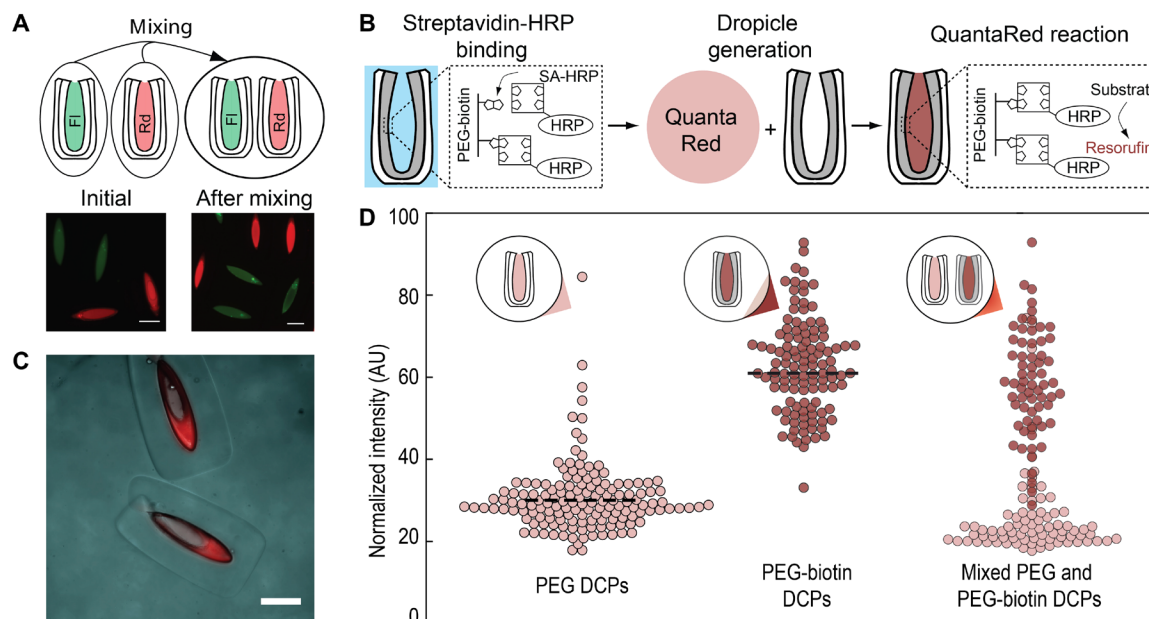 A
Mixing
Fl
Rd
Fl
Rd
Initial
After mixing
B
Streptavidin-HRP
binding
Dropicle
generation
QuantaRed reaction
PEG-biotin
SA-HRP
HRP
HRP
Quanta
Red
+
PEG-biotin
HRP
HRP
Substrat
Resorufin
C
D
Normalized intensity (AU)
100
80
60
40
20
0
PEG DCPs
PEG-biotin
DCPs
Mixed PEG and
PEG-biotin DCPs